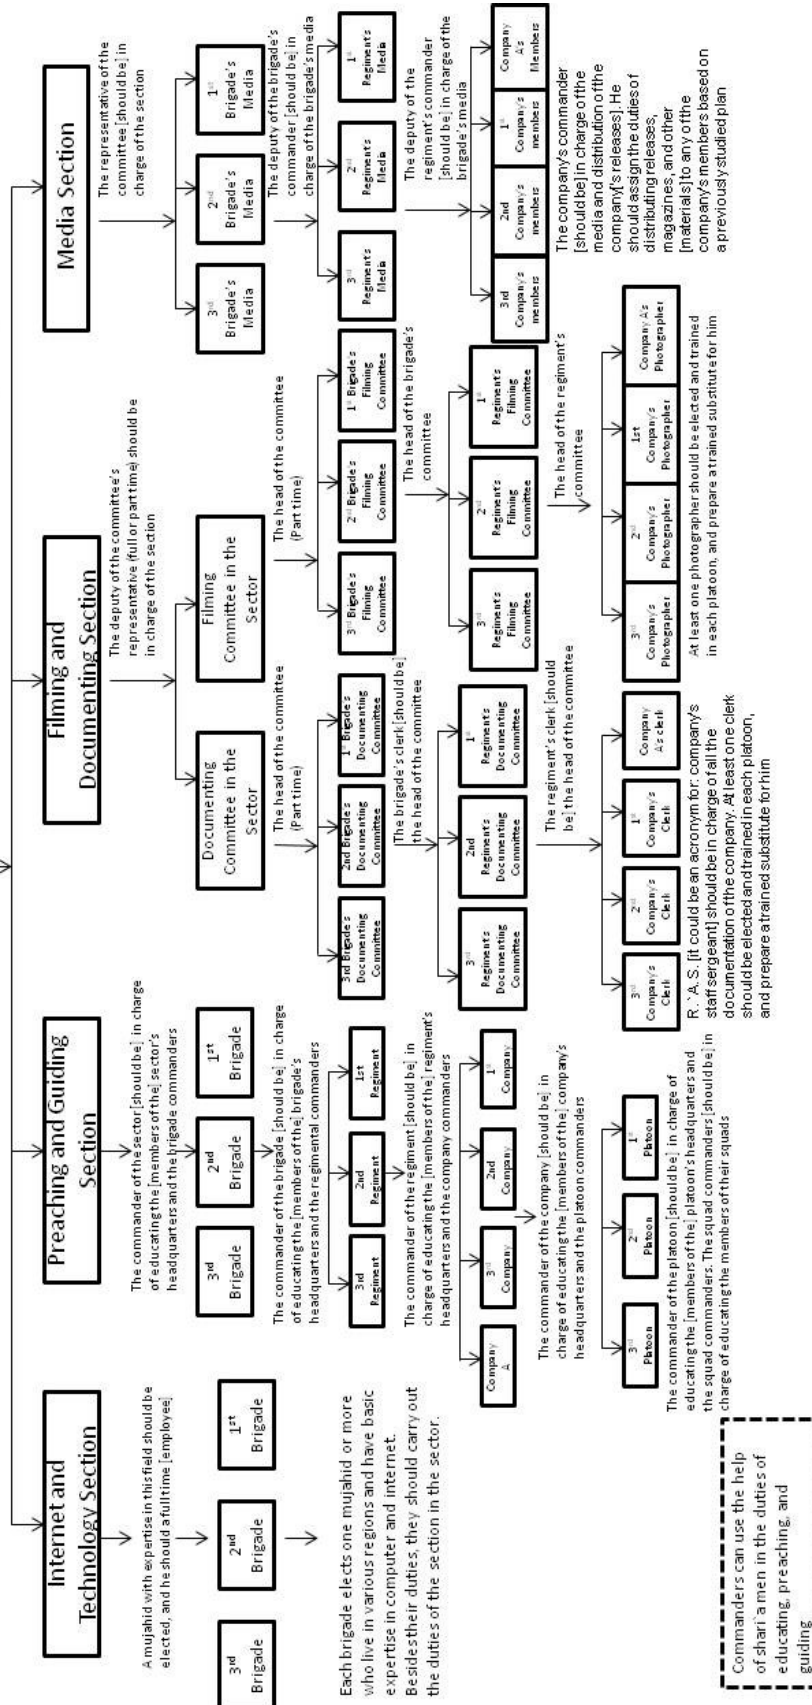 Internet and
Technology Section
A mujahid with expertise in this field should be
elected, and he should a full time [employee]
3rd
Brigade
2nd
Brigade
1st
Brigade
Each brigade elects one mujahid or more
who live in various regions and have basic
expertise in computer and internet.
Besides their duties, they should carry out
the duties of the section in the sector.
Commanders can use the help
of shari`a men in the duties of
educating, preaching, and
guiding
Preaching and Guiding
Section
The commander of the sector [should be] in charge
of educating the [members of the] sector's
headquarters and the brigade commanders
3rd
Brigade
2nd
Brigade
1st
Brigade
The commander of the brigade [should be] in charge
of educating the [members of the] brigade's
headquarters and the regimental commanders
3rd
Regiment
2nd
Regiment
1st
Regiment
The commander of the regiment [should be] in
charge of educating the [members of the] regiment's
headquarters and the company commanders
Company
A
3rd
Company
2nd
Company
1st
Company
The commander of the company [should be] in
charge of educating the [members of the] company's
headquarters and the platoon commanders
3rd
Platoon
2nd
Platoon
1st
Platoon
The commander of the platoon [should be] in charge of
educating the [members of the] platoon's headquarters and
the squad commanders. The squad commanders [should be] in
charge of educating the members of their squads
Filming and
Documenting Section
The deputy of the committee's
representative (full or part time) should be
in charge of the section
Documenting
Committee in the
Sector
Filming
Committee in the
Sector
The head of the committee
(Part time)
3rd Brigade's
Documenting
Committee
2nd Brigade's
Documenting
Committee
1st Brigade's
Documenting
Committee
The brigade's clerk [should be]
the head of the committee
3rd
Regiment's
Documenting
Committee
2nd
Regiment's
Documenting
Committee
1st
Regiment's
Documenting
Committee
The regiment's clerk [should
be] the head of the committee
3rd
Company's
Clerk
2nd
Company's
Clerk
1st
Company's
Clerk
Company
A's clerk
R. `A. S. [it could be an acronym for: company's
staff sergeant] should be in charge of all the
documentation of the company. At least one clerk
should be elected and trained in each platoon,
and prepare a trained substitute for him
The head of the committee
(Part time)
3rd Brigade's
Filming
Committee
2nd Brigade's
Filming
Committee
1st Brigade's
Filming
Committee
The head of the brigade's
committee
3rd
Regiment's
Filming
Committee
2nd
Regiment's
Filming
Committee
1st
Regiment's
Filming
Committee
The head of the regiment's
committee
3rd
Company's
Photographer
2nd
Company's
Photographer
1st
Company's
Photographer
Company A's
Photographer
At least one photographer should be elected and trained
in each platoon, and prepare a trained substitute for him
Media Section
The representative of the
committee [should be] in
charge of the section
3rd
Brigade's
Media
2nd
Brigade's
Media
1st
Brigade's
Media
The deputy of the brigade's
commander [should be] in
charge of the brigade's media
3rd
Regiment's
Media
2nd
Regiment's
Media
1st
Regiment's
Media
The deputy of the
regiment's commander
[should be] in charge of the
brigade's media
3rd
Company's
members
2nd
Company's
members
1st
Company's
members
Company
A's
Members
The company's commander
[should be] in charge of the
media and distribution of the
company['s releases]. He
should assign the duties of
distributing releases,
magazines, and other
[materials] to any of the
company's members based on
a previously studied plan